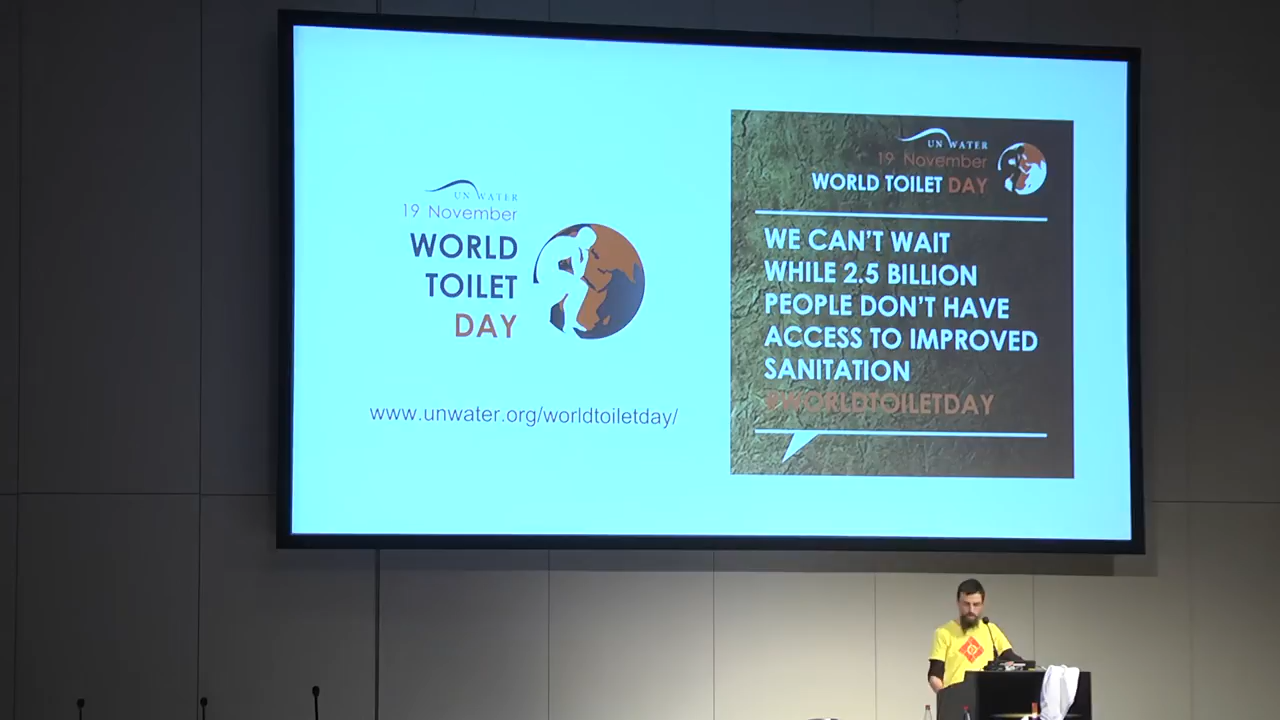 UN WATER
19 November
WORLD
TOILET
DAY
www.unwater.org/worldtoiletday/
UN WATER
19 November
WORLD TOILET DAY
WE CAN'T WAIT
WHILE 2.5 BILLION
PEOPLE DON'T HAVE
ACCESS TO IMPROVED
SANITATION
#WORLDTOILETDAY